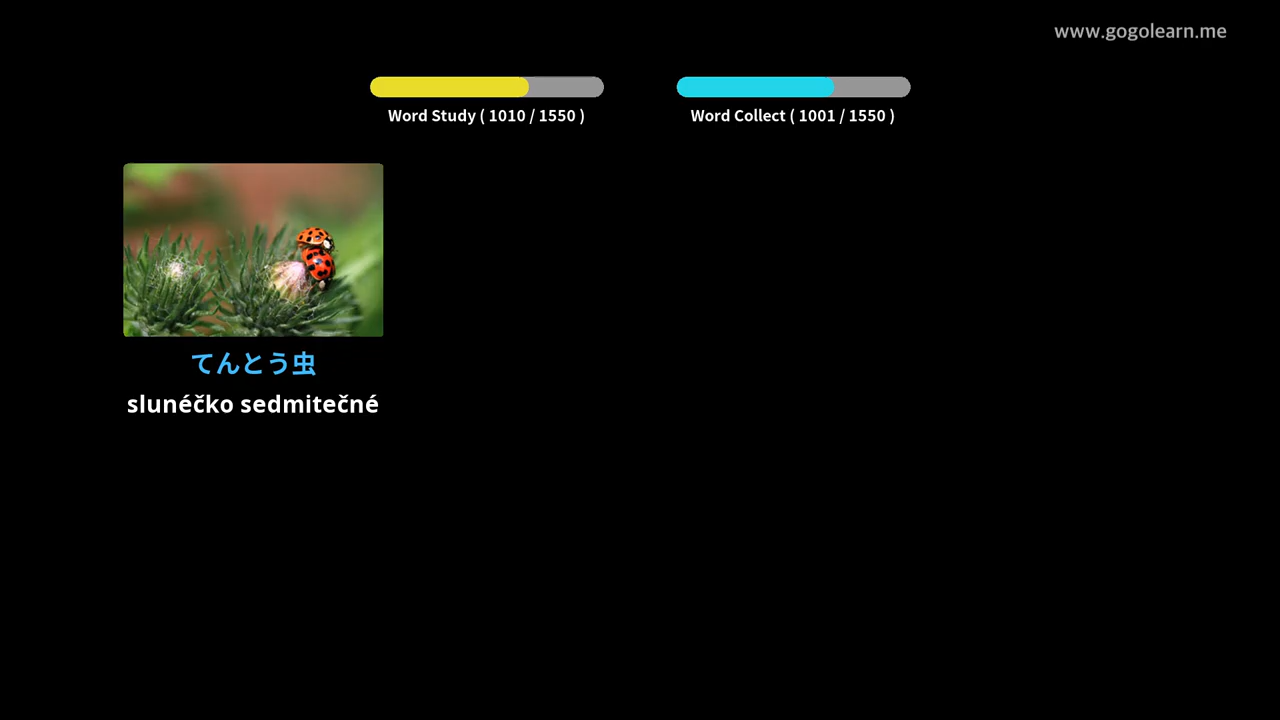 www.gogolearn.me
Word Study ( 1010 / 1550 )
Word Collect ( 1001 / 1550 )
てんとう虫
slunéčko sedmitečné